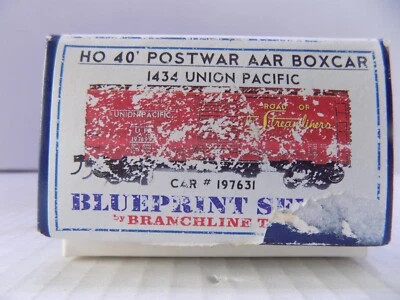 HO 40' POSTWAR AAR BOXCAR
1434 UNION PACIFIC
UNION PACIFIC
ROAD OF
THE Streamliners
CAR # 197631
BLUEPRINT SE
by BRANCHLINE T